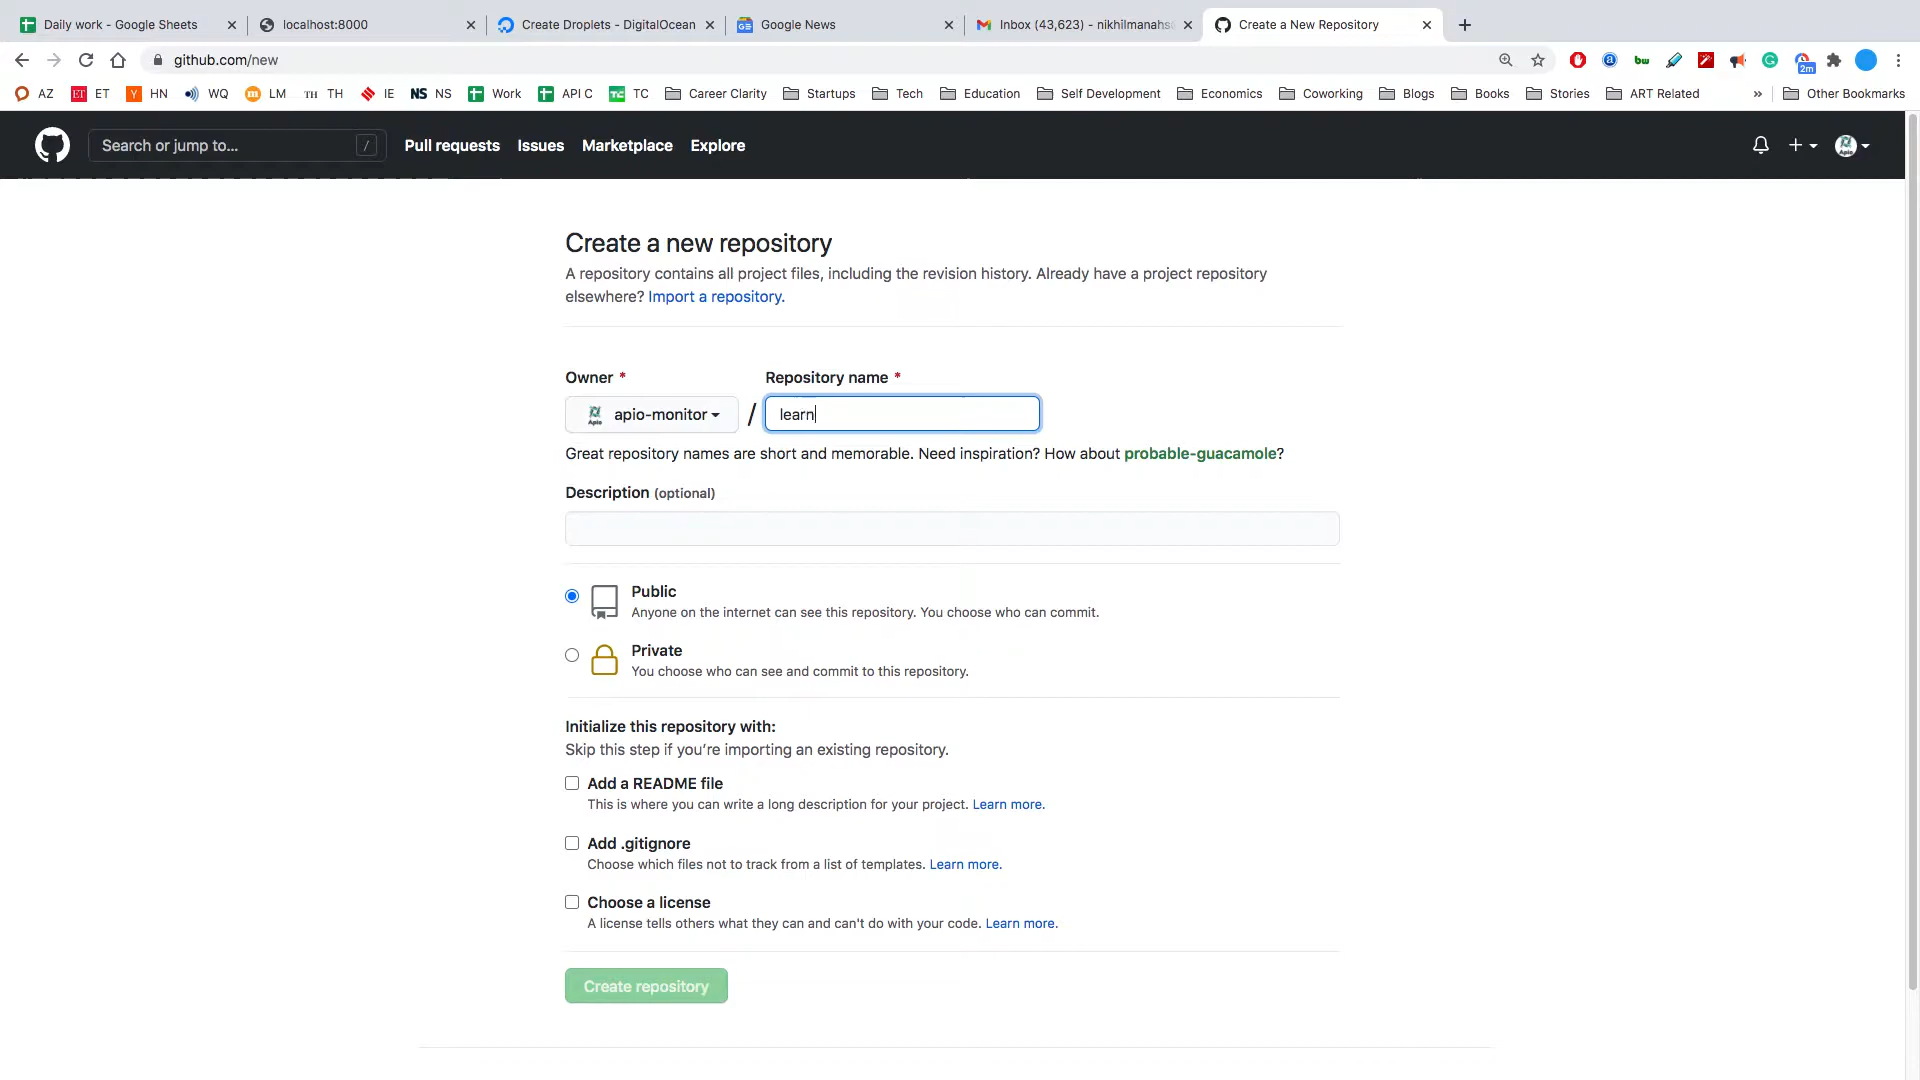 Daily work - Google Sheets
localhost:8000
Create Droplets - DigitalOcean
Google News
Inbox (43,623) - nikhilmanahs
Create a New Repository
github.com/new
2m
AZ
ET ET
Y HN
WQ
m LM
TH TH
IE
NS NS
Work
API C
TC TC
Career Clarity
Startups
Tech
Education
Self Development
Economics
Coworking
Blogs
Books
Stories
ART Related
»
Other Bookmarks
Search or jump to... /
Pull requests
Issues
Marketplace
Explore
Create a new repository
A repository contains all project files, including the revision history. Already have a project repository
elsewhere? Import a repository.
Owner * Repository name *
Apio apio-monitor / learn
Great repository names are short and memorable. Need inspiration? How about probable-guacamole?
Description (optional)
Public
Anyone on the internet can see this repository. You choose who can commit.
Private
You choose who can see and commit to this repository.
Initialize this repository with:
Skip this step if you’re importing an existing repository.
Add a README file
This is where you can write a long description for your project. Learn more.
Add .gitignore
Choose which files not to track from a list of templates. Learn more.
Choose a license
A license tells others what they can and can't do with your code. Learn more.
Create repository